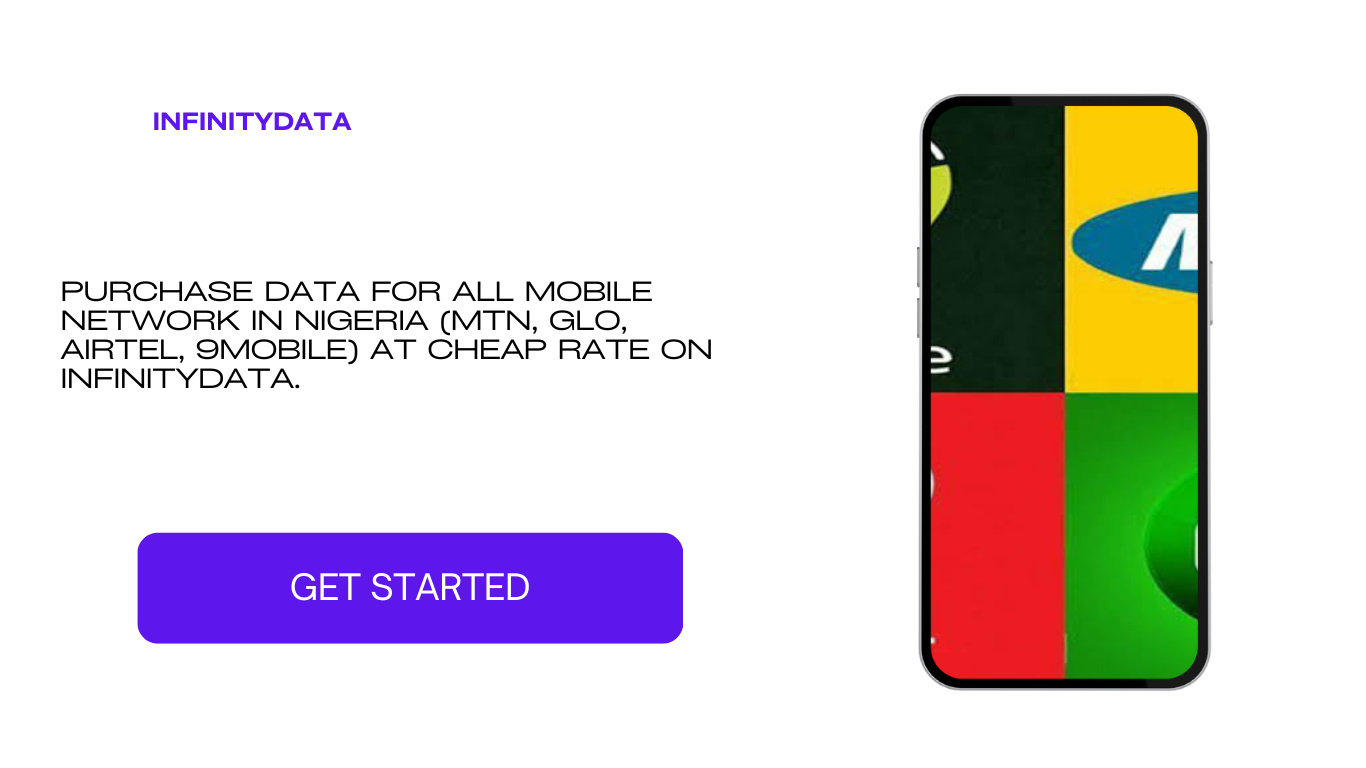 INFINITYDATA
PURCHASE DATA FOR ALL MOBILE
NETWORK IN NIGERIA (MTN, GLO,
AIRTEL, 9MOBILE) AT CHEAP RATE ON
INFINITYDATA.
GET STARTED
e